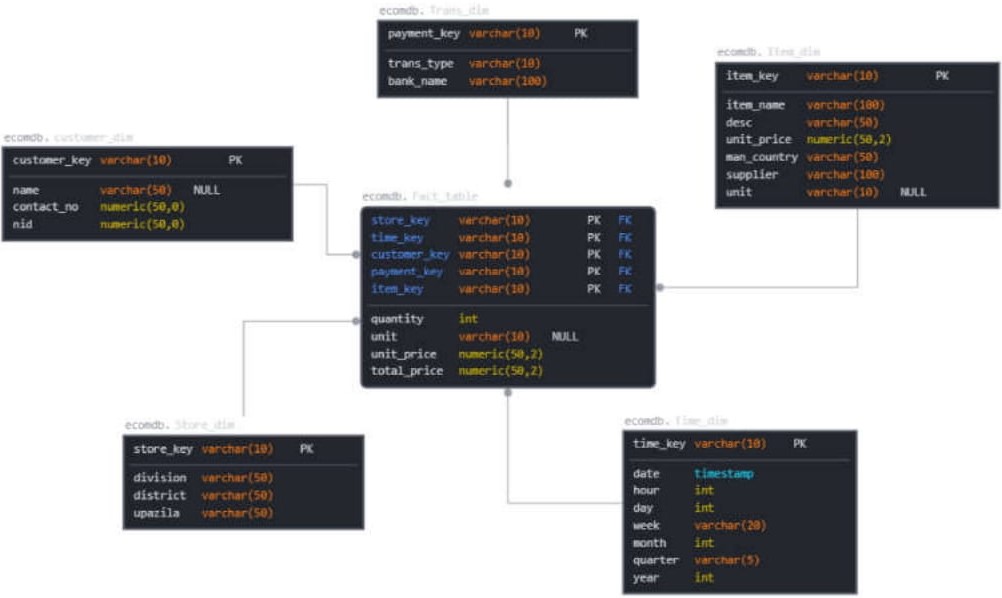 ecomdb. Trans_dim
payment_key varchar(10) PK
trans_type varchar(10)
bank_name varchar(100)
ecomdb. Item_dim
item_key varchar(10) PK
item_name varchar(100)
desc varchar(50)
unit_price numeric(50,2)
man_country varchar(50)
supplier varchar(100)
unit varchar(10) NULL
ecomdb. customer_dim
customer_key varchar(10) PK
name varchar(50) NULL
contact_no numeric(50,0)
nid numeric(50,0)
ecomdb. Fact_table
store_key varchar(10) PK FK
time_key varchar(10) PK FK
customer_key varchar(10) PK FK
payment_key varchar(10) PK FK
item_key varchar(10) PK FK
quantity int
unit varchar(10) NULL
unit_price numeric(50,2)
total_price numeric(50,2)
ecomdb. Store_dim
store_key varchar(10) PK
division varchar(50)
district varchar(50)
upazila varchar(50)
ecomdb. Time_dim
time_key varchar(10) PK
date timestamp
hour int
day int
week varchar(20)
month int
quarter varchar(5)
year int